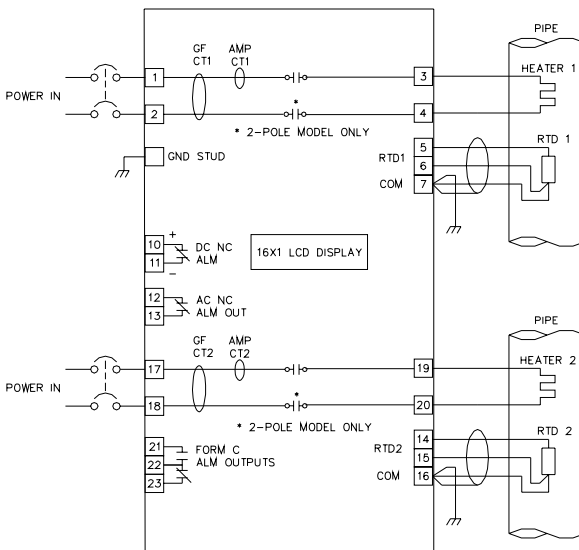 PIPE
GF
CT1
AMP
CT1
HEATER 1
1
3
POWER IN
2
*
4
* 2-POLE MODEL ONLY
GND STUD
5
RTD 1
RTD1
6
COM
7
+
10
DC NC
11
ALM
–
16X1 LCD DISPLAY
12
AC NC
13
ALM OUT
PIPE
GF
CT2
AMP
CT2
HEATER 2
17
19
POWER IN
18
*
20
* 2-POLE MODEL ONLY
14
RTD 2
21
FORM C
RTD2
15
22
ALM OUTPUTS
23
COM
16